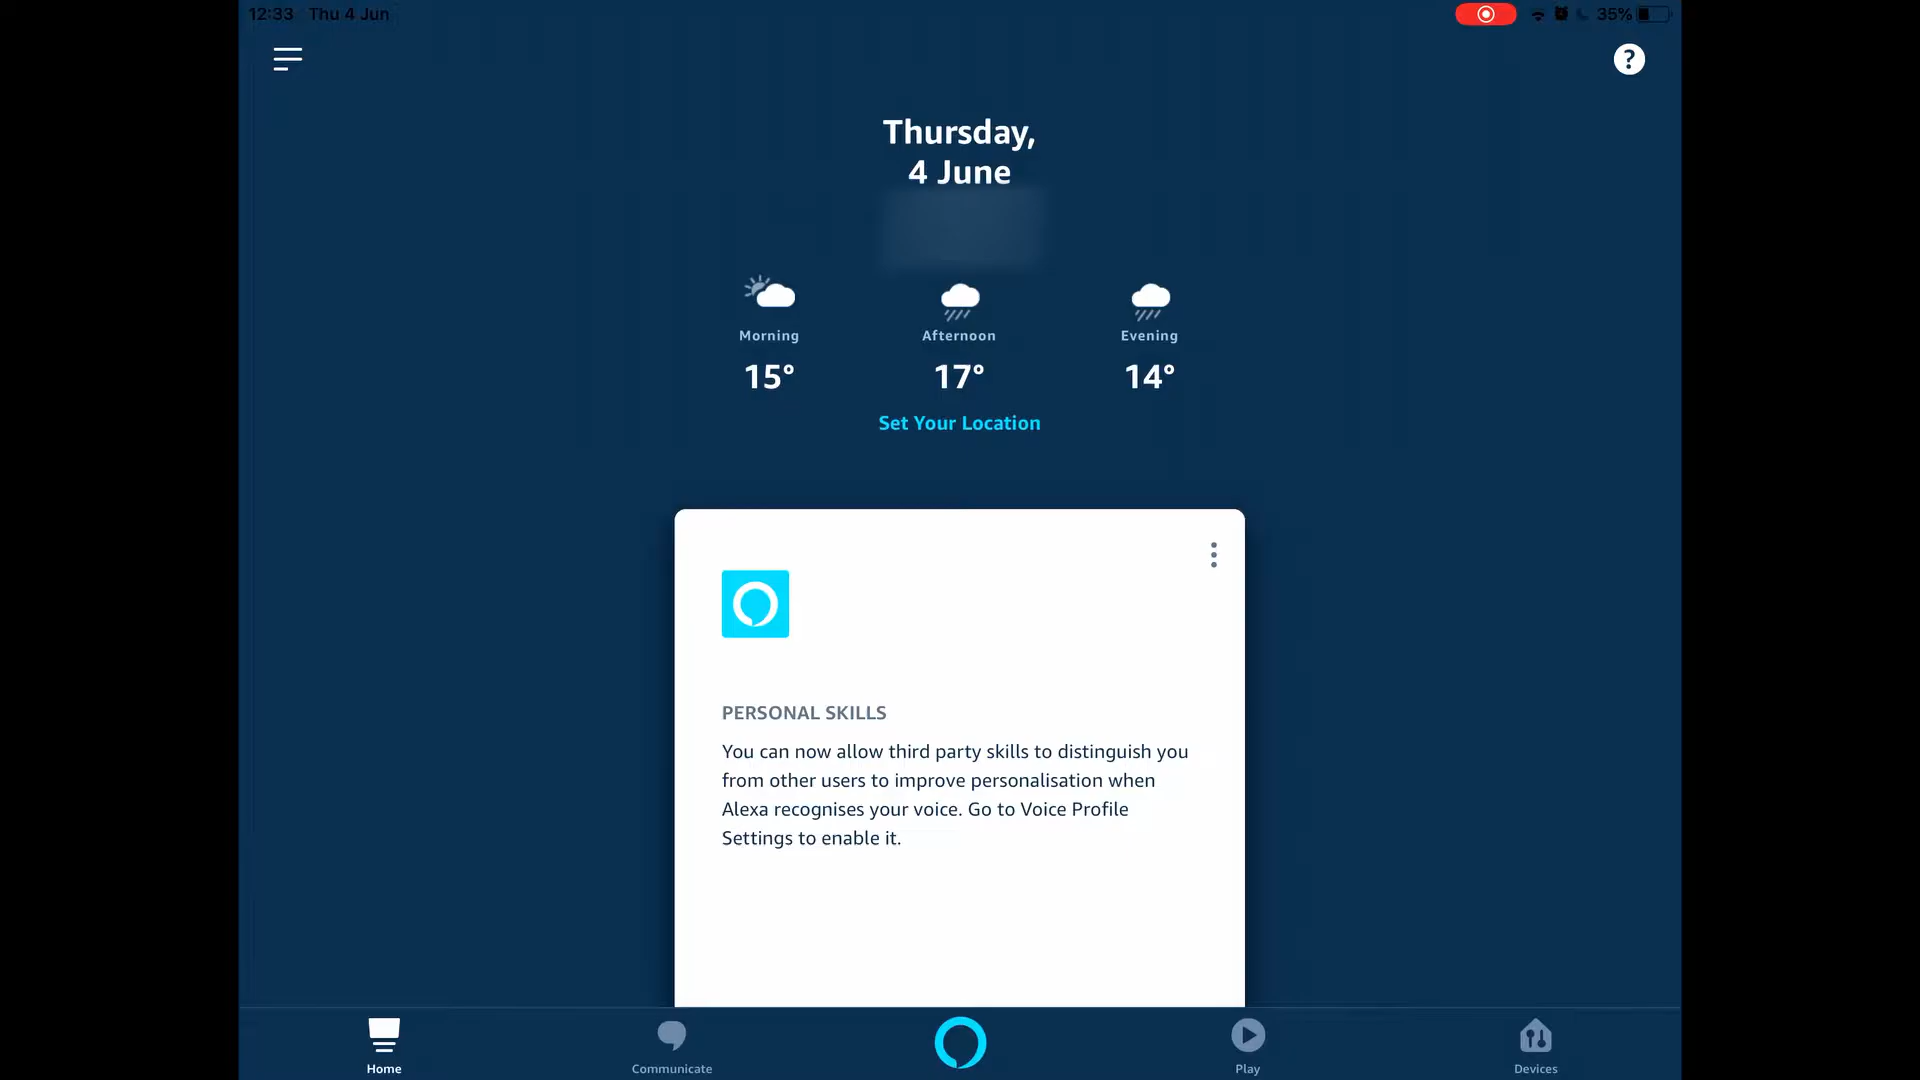 12:33 Thu 4 Jun
35%
?
Thursday,
4 June
Morning
Afternoon
Evening
15°
17°
14°
Set Your Location
PERSONAL SKILLS
You can now allow third party skills to distinguish you
from other users to improve personalisation when
Alexa recognises your voice. Go to Voice Profile
Settings to enable it.
Home
Communicate
Play
Devices